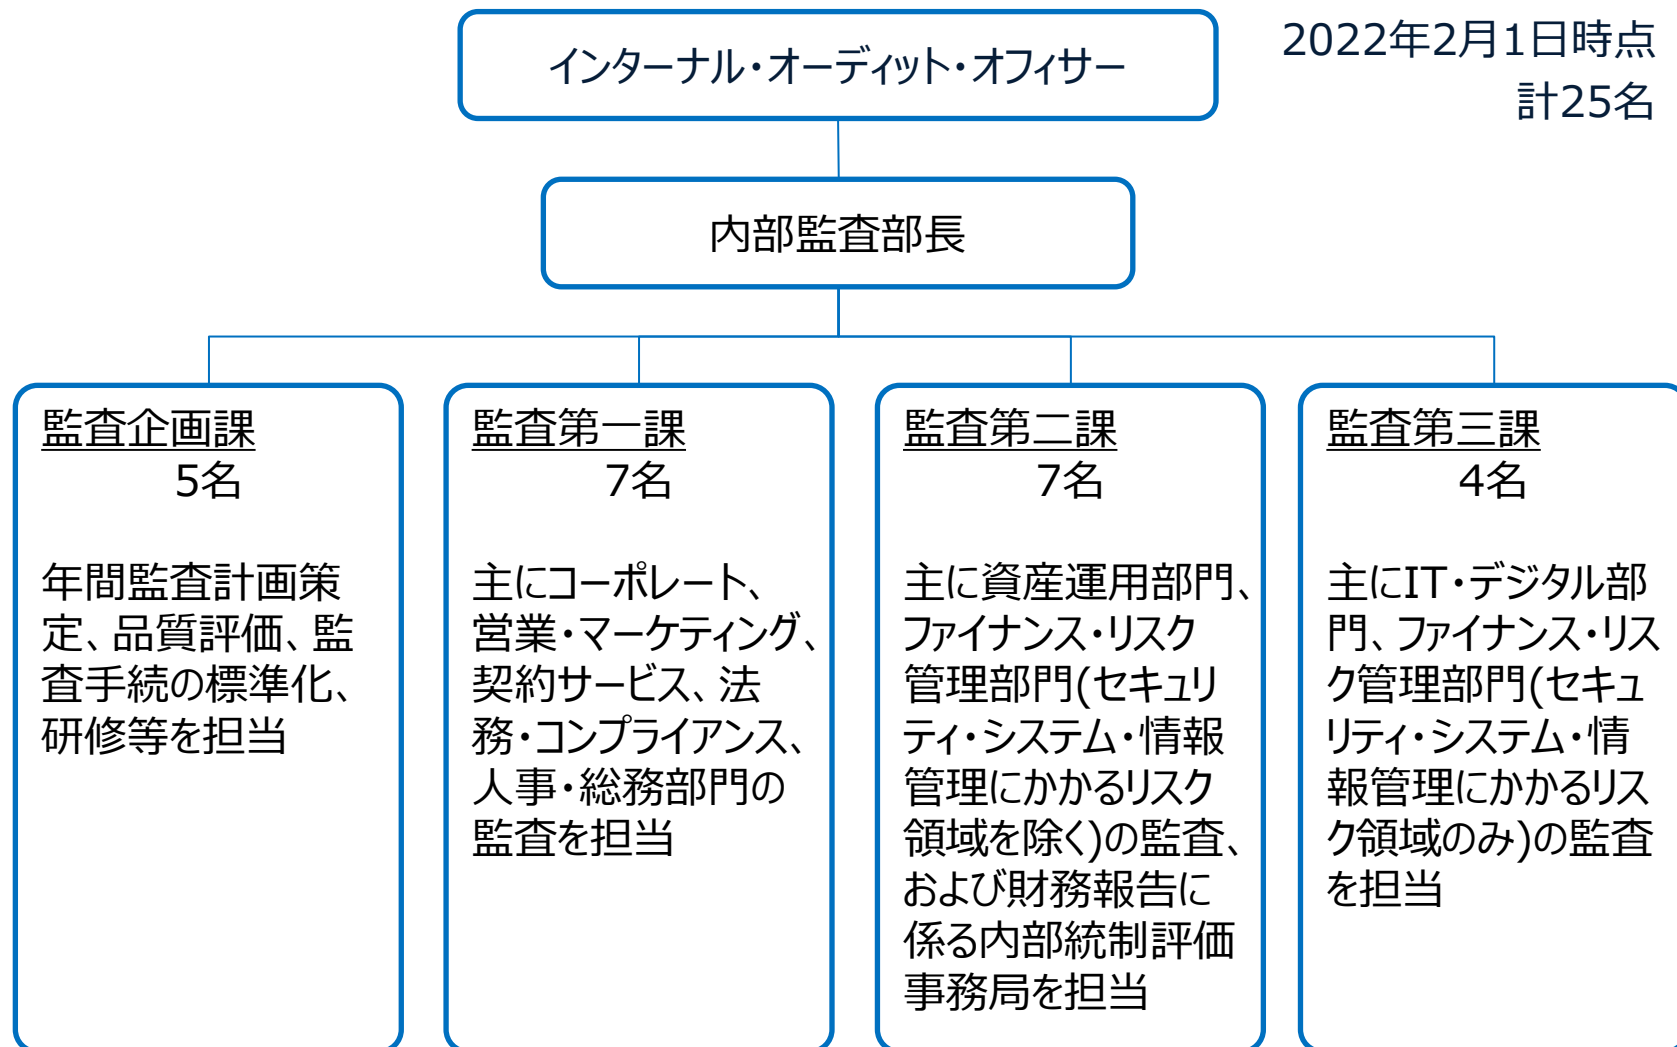 インターナル・オーディット・オフィサー
2022年2月1日時点
計25名
内部監査部長
監査企画課
5名
年間監査計画策
定、品質評価、監
査手続の標準化、
研修等を担当
監査第一課
7名
主にコーポレート、
営業・マーケティング、
契約サービス、法
務・コンプライアンス、
人事・総務部門の
監査を担当
監査第二課
7名
主に資産運用部門、
ファイナンス・リスク
管理部門(セキュリ
ティ・システム・情報
管理にかかるリスク
領域を除く)の監査、
および財務報告に
係る内部統制評価
事務局を担当
監査第三課
4名
主にIT・デジタル部
門、ファイナンス・リス
ク管理部門(セキュ
リティ・システム・情
報管理にかかるリス
ク領域のみ)の監査
を担当